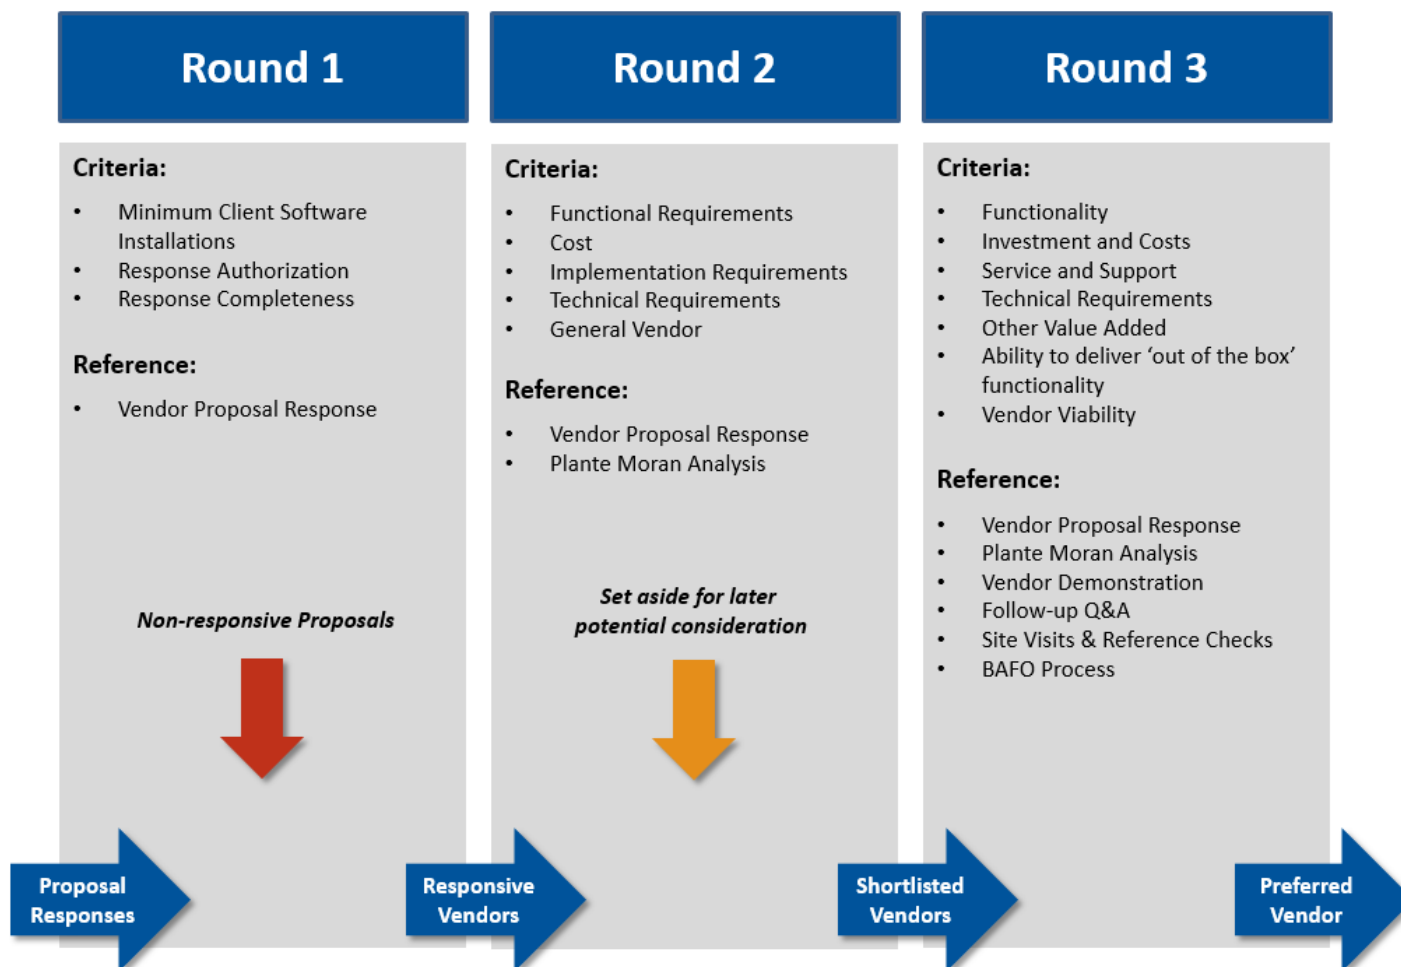 Round 1
Criteria:
• Minimum Client Software
Installations
• Response Authorization
• Response Completeness
Reference:
• Vendor Proposal Response
Non-responsive Proposals
Proposal
Responses
Round 2
Criteria:
• Functional Requirements
• Cost
• Implementation Requirements
• Technical Requirements
• General Vendor
Reference:
• Vendor Proposal Response
• Plante Moran Analysis
Set aside for later
potential consideration
Responsive
Vendors
Round 3
Criteria:
• Functionality
• Investment and Costs
• Service and Support
• Technical Requirements
• Other Value Added
• Ability to deliver ‘out of the box’
functionality
• Vendor Viability
Reference:
• Vendor Proposal Response
• Plante Moran Analysis
• Vendor Demonstration
• Follow-up Q&A
• Site Visits & Reference Checks
• BAFO Process
Shortlisted
Vendors
Preferred
Vendor